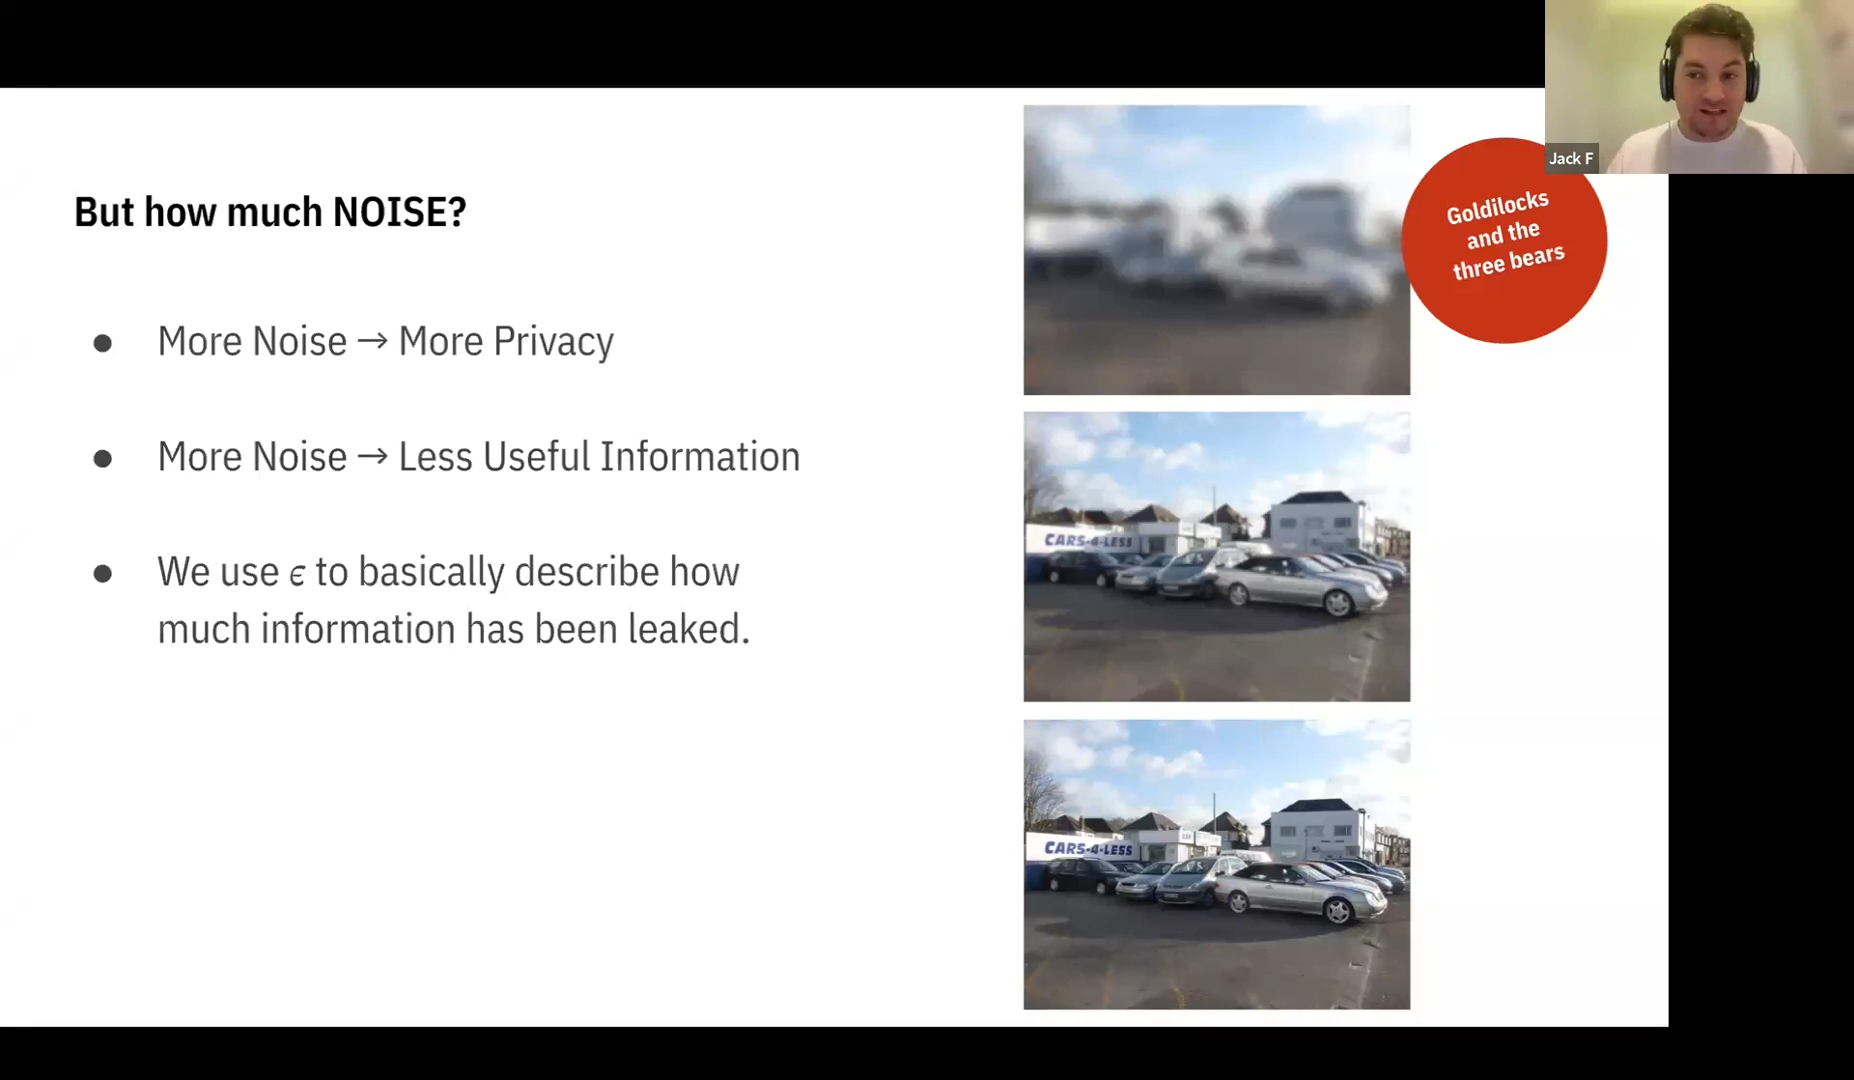 Jack F
Goldilocks
and the
three bears
But how much NOISE?
● More Noise → More Privacy
● More Noise → Less Useful Information
● We use ϵ to basically describe how
much information has been leaked.
CARS-4-LESS
CARS-4-LESS